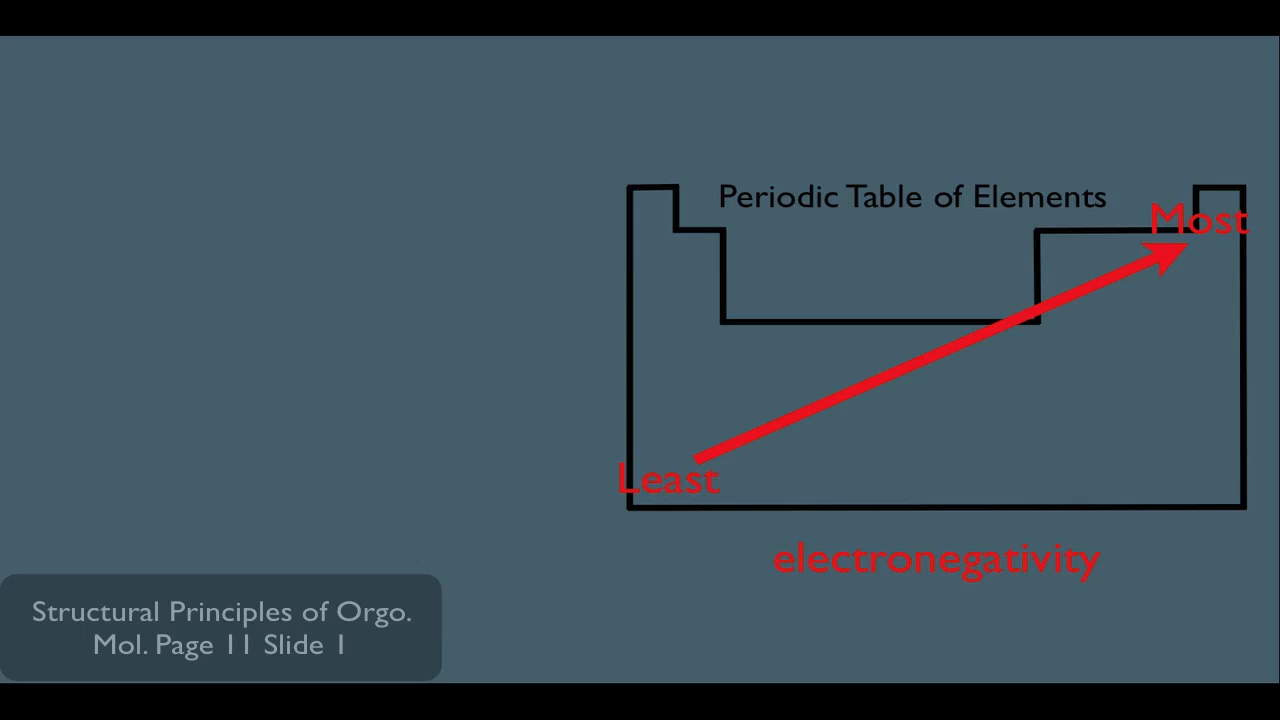 Periodic Table of Elements
Most
Least
electronegativity
Structural Principles of Orgo.
Mol. Page 11 Slide 1